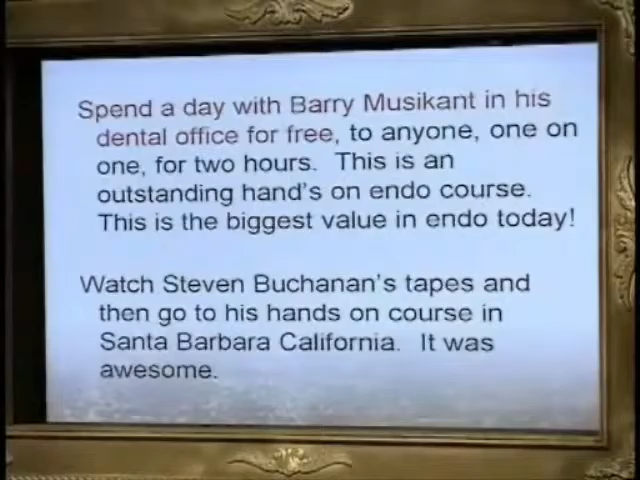 Spend a day with Barry Musikant in his
dental office for free, to anyone, one on
one, for two hours.  This is an
outstanding hand's on endo course.
This is the biggest value in endo today!
Watch Steven Buchanan's tapes and
then go to his hands on course in
Santa Barbara California.  It was
awesome.